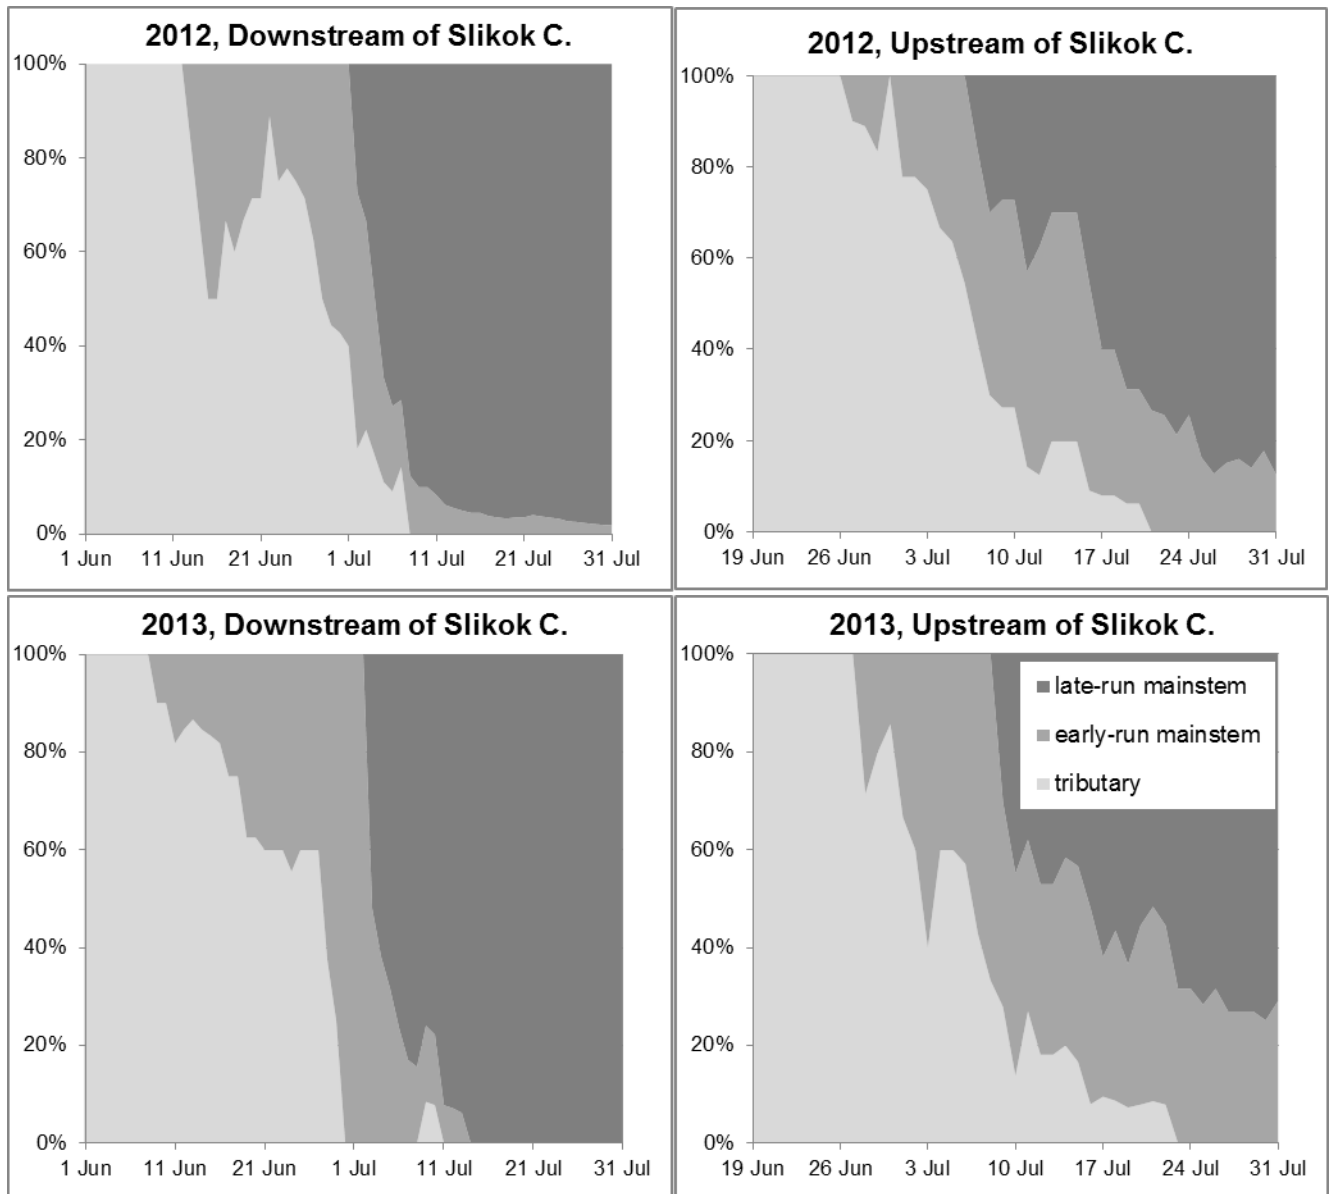 2012, Downstream of Slikok C.
100%
80%
60%
40%
20%
0%
1 Jun 11 Jun 21 Jun 1 Jul 11 Jul 21 Jul 31 Jul
2012, Upstream of Slikok C.
100%
80%
60%
40%
20%
0%
19 Jun 26 Jun 3 Jul 10 Jul 17 Jul 24 Jul 31 Jul
2013, Downstream of Slikok C.
100%
80%
60%
40%
20%
0%
1 Jun 11 Jun 21 Jun 1 Jul 11 Jul 21 Jul 31 Jul
2013, Upstream of Slikok C.
100%
80%
60%
40%
20%
0%
19 Jun 26 Jun 3 Jul 10 Jul 17 Jul 24 Jul 31 Jul
late-run mainstem
early-run mainstem
tributary